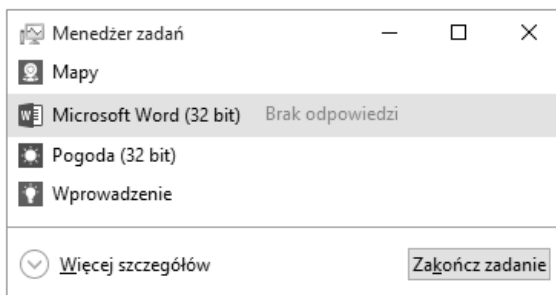 Menedżer zadań
Mapy
Microsoft Word (32 bit) Brak odpowiedzi
Pogoda (32 bit)
Wprowadzenie
Więcej szczegółów Zakończ zadanie